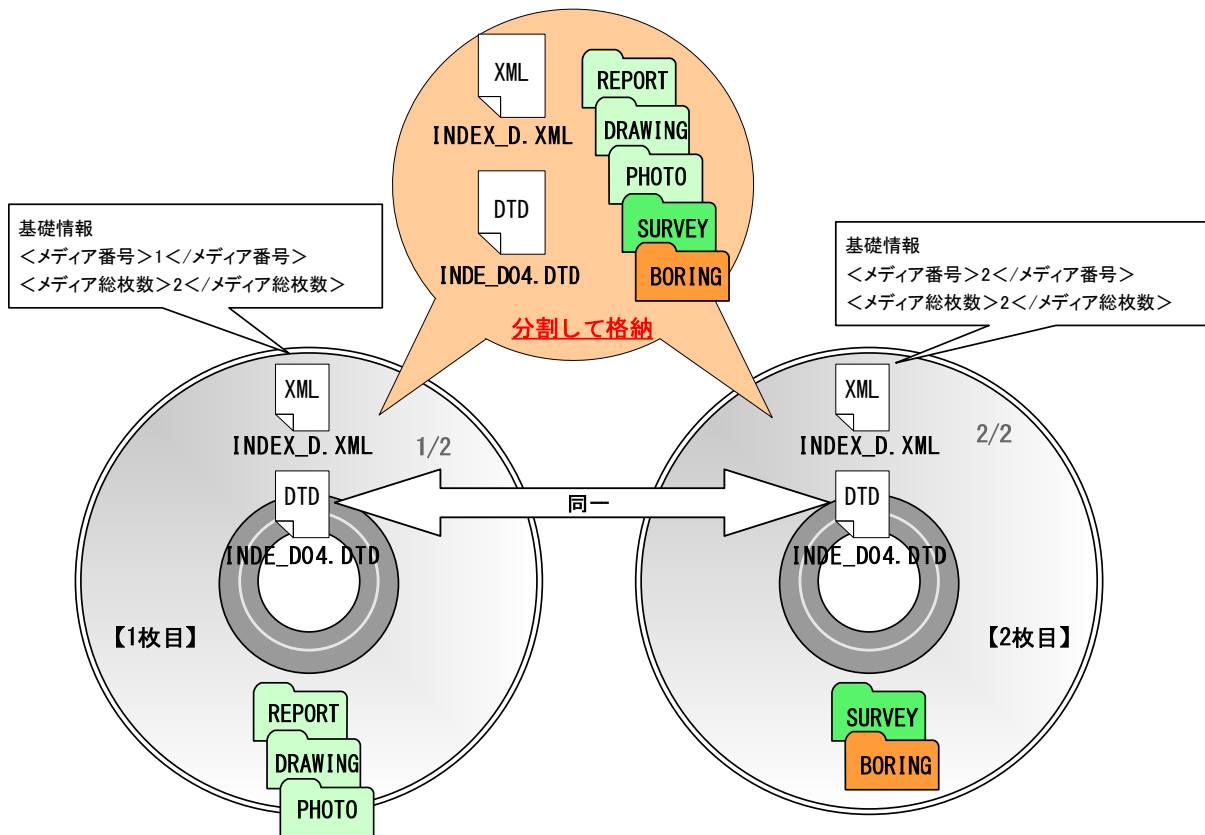 XML
INDEX_D.XML
DTD
INDE_D04.DTD
REPORT
DRAWING
PHOTO
SURVEY
BORING
分割して格納
基礎情報
<メディア番号>1</メディア番号>
<メディア総枚数>2</メディア総枚数>
基礎情報
<メディア番号>2</メディア番号>
<メディア総枚数>2</メディア総枚数>
XML
INDEX_D.XML
1/2
DTD
INDE_D04.DTD
【1枚目】
REPORT
DRAWING
PHOTO
同一
XML
INDEX_D.XML
2/2
DTD
INDE_D04.DTD
【2枚目】
SURVEY
BORING